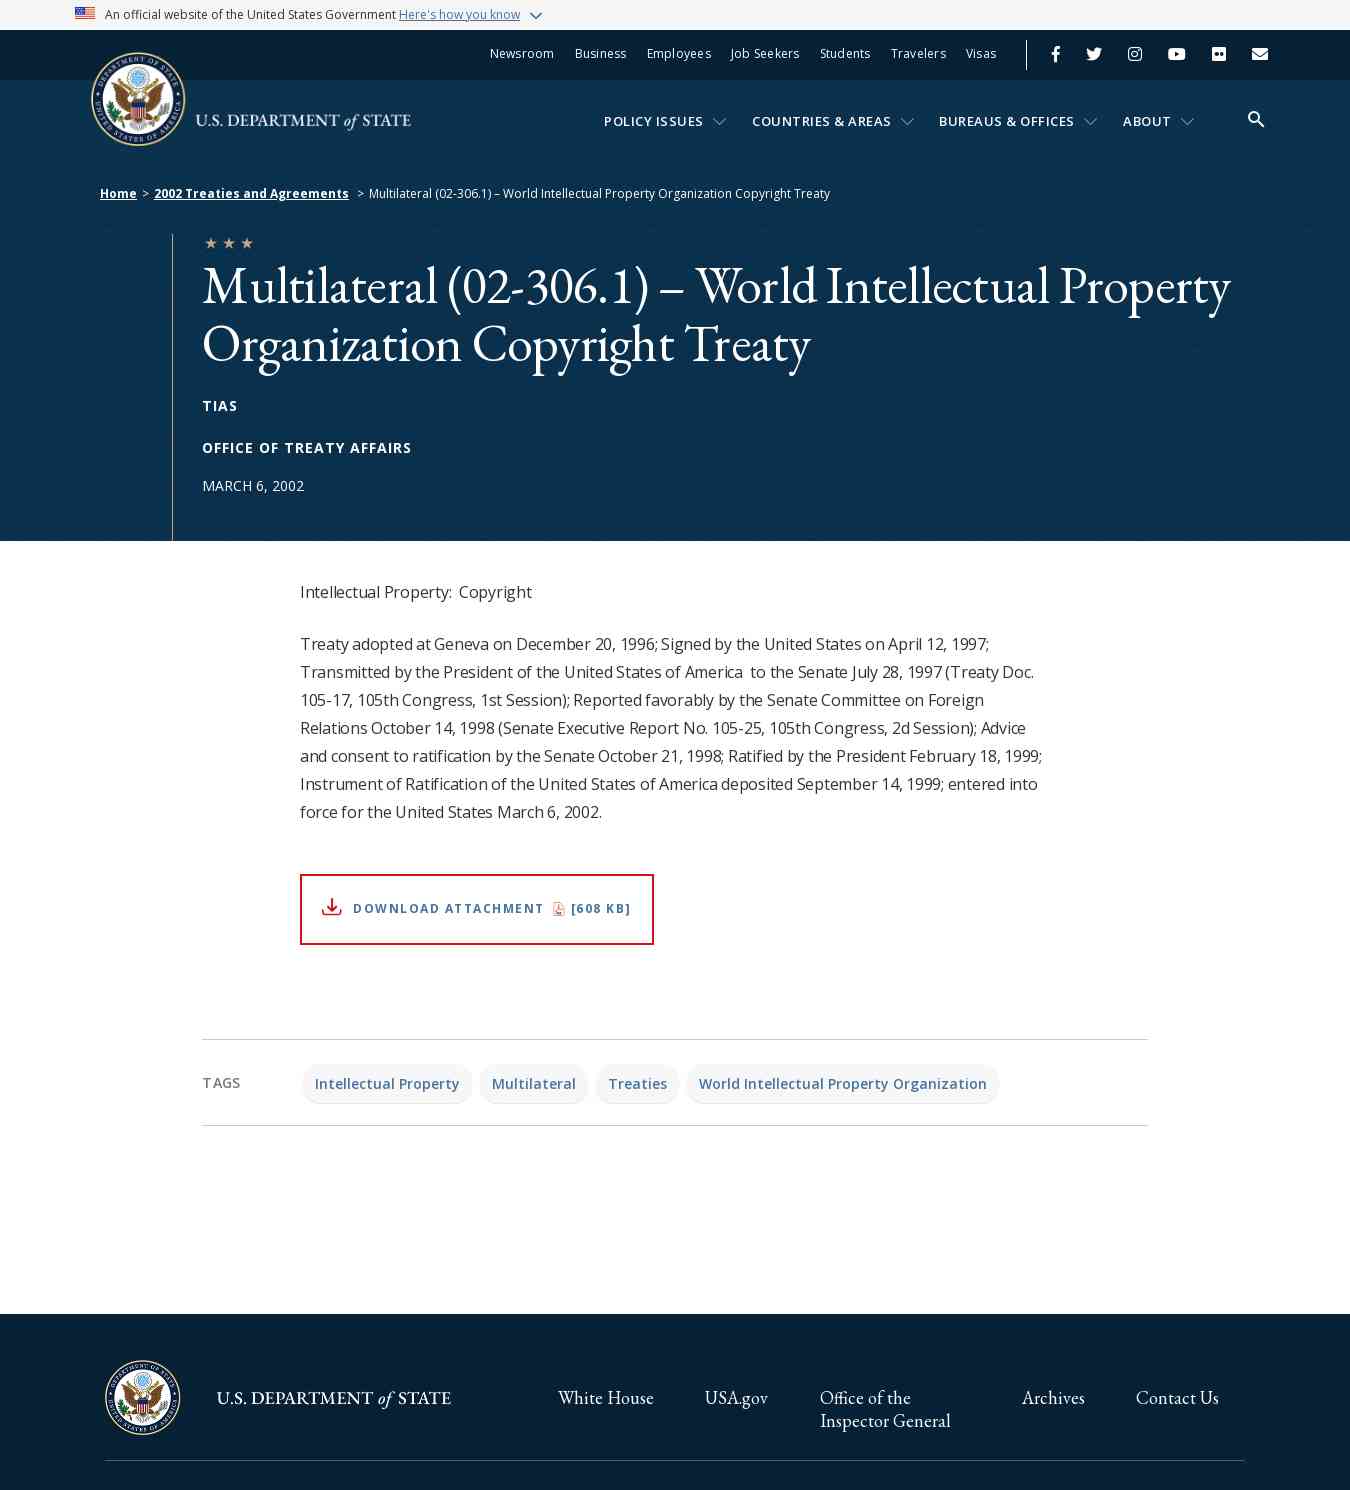 An official website of the United States Government Here's how you know
Newsroom Business Employees Job Seekers Students Travelers Visas
U.S. DEPARTMENT of STATE
POLICY ISSUES COUNTRIES & AREAS BUREAUS & OFFICES ABOUT
Home > 2002 Treaties and Agreements > Multilateral (02-306.1) – World Intellectual Property Organization Copyright Treaty
Multilateral (02-306.1) – World Intellectual Property
Organization Copyright Treaty
TIAS
OFFICE OF TREATY AFFAIRS
MARCH 6, 2002
Intellectual Property:  Copyright
Treaty adopted at Geneva on December 20, 1996; Signed by the United States on April 12, 1997;
Transmitted by the President of the United States of America  to the Senate July 28, 1997 (Treaty Doc.
105-17, 105th Congress, 1st Session); Reported favorably by the Senate Committee on Foreign
Relations October 14, 1998 (Senate Executive Report No. 105-25, 105th Congress, 2d Session); Advice
and consent to ratification by the Senate October 21, 1998; Ratified by the President February 18, 1999;
Instrument of Ratification of the United States of America deposited September 14, 1999; entered into
force for the United States March 6, 2002.
DOWNLOAD ATTACHMENT [608 KB]
TAGS Intellectual Property Multilateral Treaties World Intellectual Property Organization
U.S. DEPARTMENT of STATE
White House USA.gov Office of the Archives Contact Us
Inspector General